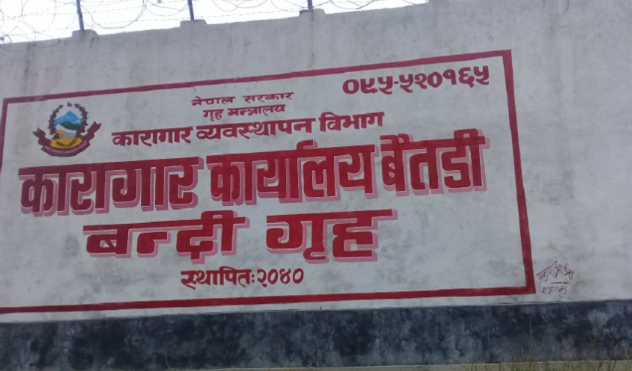 ०९५-५२०१६५
नेपाल सरकार
गृह मन्त्रालय
कारागार व्यवस्थापन विभाग
कारागार कार्यालय बैतडी
बन्दी गृह
स्थापितः२०४०